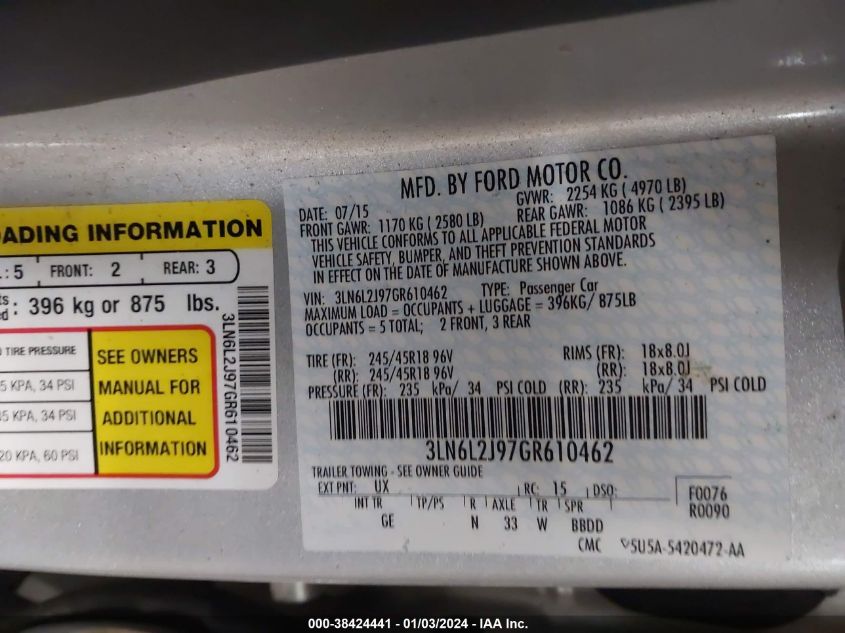 OADING INFORMATION
: 5 FRONT: 2 REAR: 3
: 396 kg or 875 lbs.
TIRE PRESSURE
5 KPA, 34 PSI
5 KPA, 34 PSI
20 KPA, 60 PSI
SEE OWNERS
MANUAL FOR
ADDITIONAL
INFORMATION
3LN6L2J97GR610462
MFD. BY FORD MOTOR CO.
DATE: 07/15 GVWR: 2254 KG ( 4970 LB)
FRONT GAWR: 1170 KG ( 2580 LB) REAR GAWR: 1086 KG ( 2395 LB)
THIS VEHICLE CONFORMS TO ALL APPLICABLE FEDERAL MOTOR
VEHICLE SAFETY, BUMPER, AND THEFT PREVENTION STANDARDS
IN EFFECT ON THE DATE OF MANUFACTURE SHOWN ABOVE.
VIN: 3LN6L2J97GR610462 TYPE: Passenger Car
MAXIMUM LOAD = OCCUPANTS + LUGGAGE = 396KG/ 875LB
OCCUPANTS = 5 TOTAL; 2 FRONT, 3 REAR
TIRE (FR): 245/45R18 96V RIMS (FR): 18x8.0J
(RR): 245/45R18 96V (RR): 18x8.0J
PRESSURE (FR): 235 kPa/ 34 PSI COLD (RR): 235 kPa/ 34 PSI COLD
3LN6L2J97GR610462
TRAILER TOWING - SEE OWNER GUIDE
EXT PNT: UX RC: 15 DSO: F0076
INT TR TP/PS R AXLE TR SPR R0090
GE N 33 W BBDD
CMC 5U5A-5420472-AA
000-38424441 - 01/03/2024 - IAA Inc.